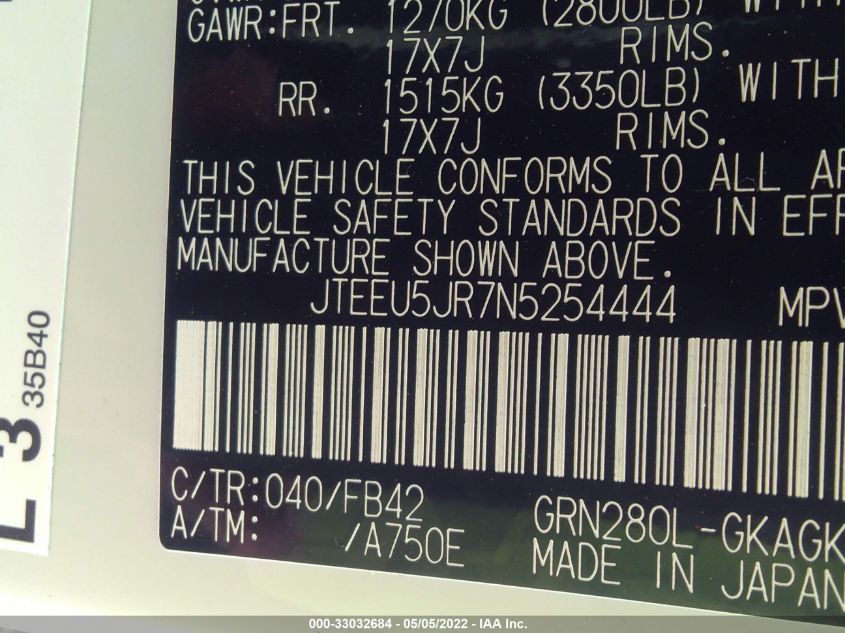 GAWR:FRT. 1270KG (2800LB) WITH
17X7J RIMS.
RR. 1515KG (3350LB) WITH
17X7J RIMS.
THIS VEHICLE CONFORMS TO ALL
VEHICLE SAFETY STANDARDS IN EFF
MANUFACTURE SHOWN ABOVE.
JTEEU5JR7N5254444 MPV
C/TR:040/FB42
A/TM: /A750E
GRN280L-GKAGK
MADE IN JAPAN
L 3 35B40
000-33032684 - 05/05/2022 - IAA Inc.